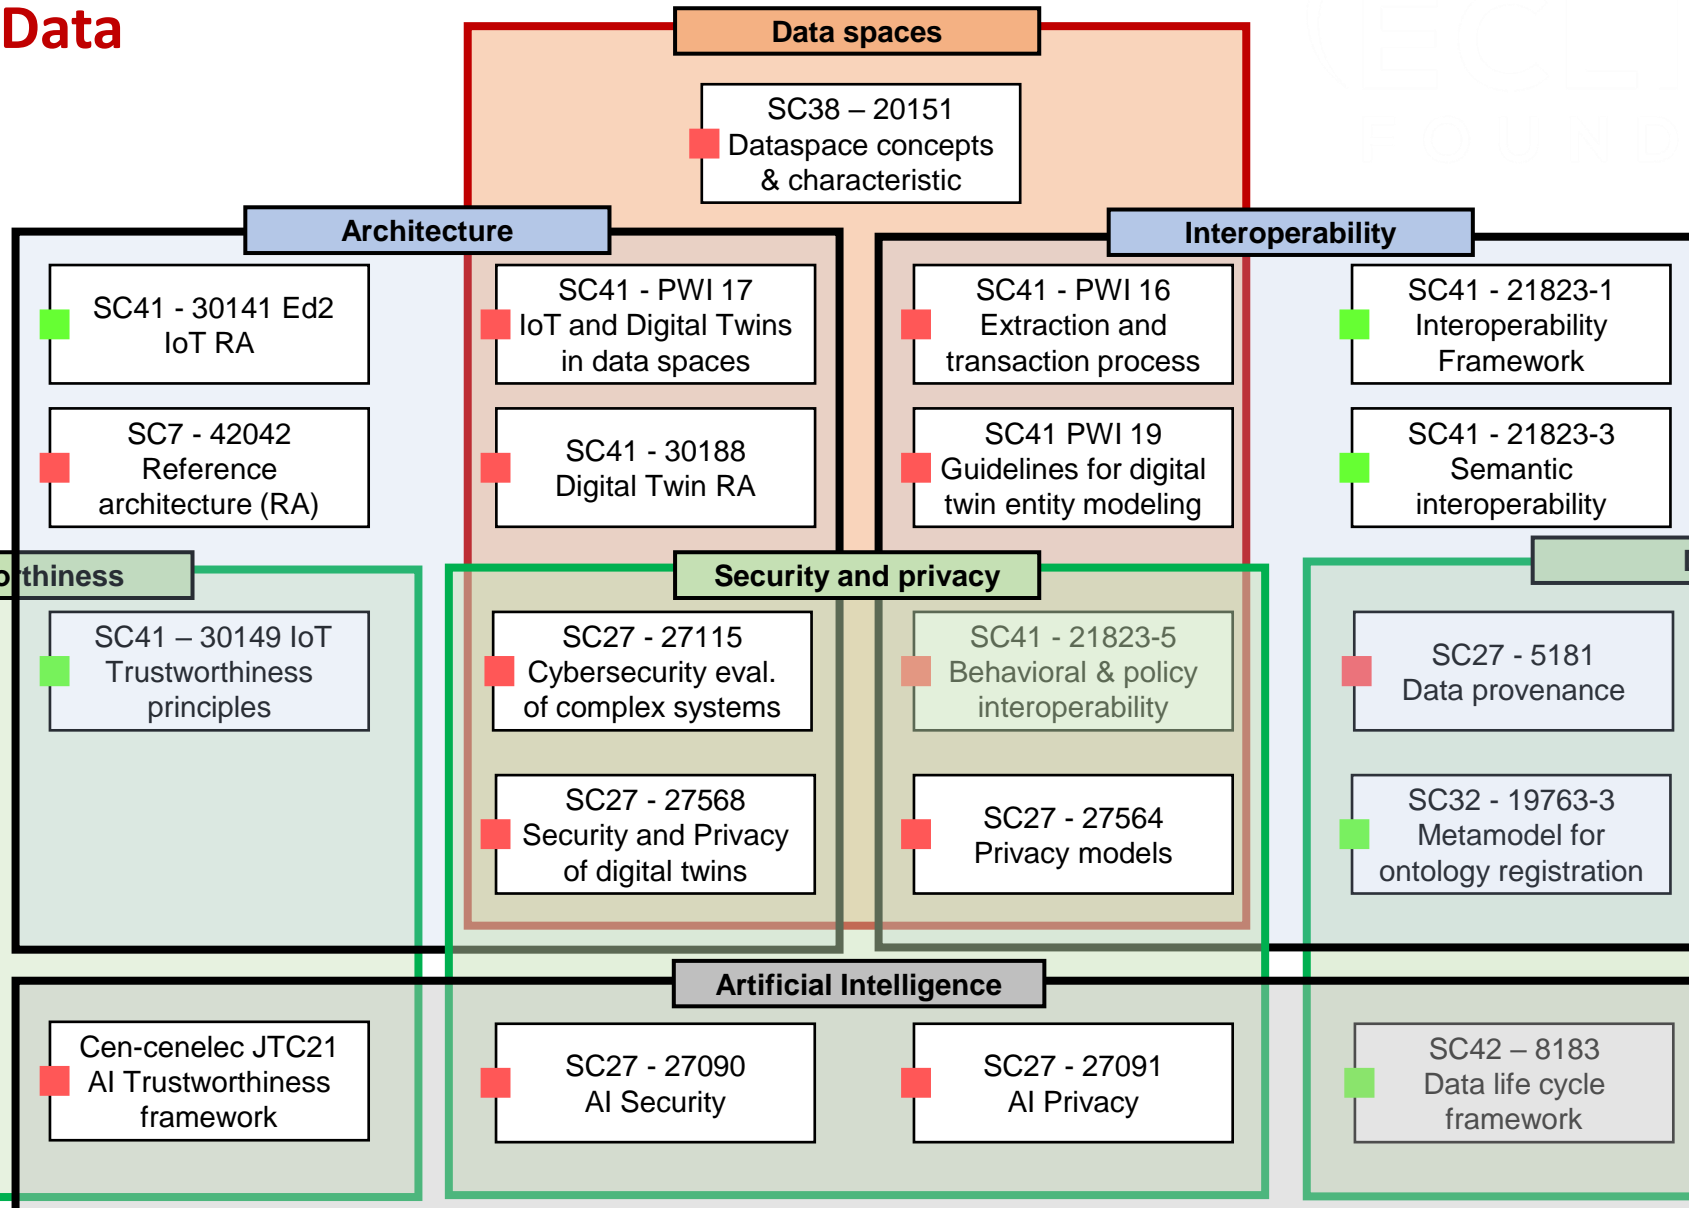 Data
Data spaces
SC38 – 20151
Dataspace concepts
& characteristic
Architecture
Interoperability
SC41 - 30141 Ed2
IoT RA
SC41 - PWI 17
IoT and Digital Twins
in data spaces
SC41 - PWI 16
Extraction and
transaction process
SC41 - 21823-1
Interoperability
Framework
SC7 - 42042
Reference
architecture (RA)
SC41 - 30188
Digital Twin RA
SC41 PWI 19
Guidelines for digital
twin entity modeling
SC41 - 21823-3
Semantic
interoperability
orthiness
Security and privacy
SC41 – 30149 IoT
Trustworthiness
principles
SC27 - 27115
Cybersecurity eval.
of complex systems
SC41 - 21823-5
Behavioral & policy
interoperability
SC27 - 5181
Data provenance
SC27 - 27568
Security and Privacy
of digital twins
SC27 - 27564
Privacy models
SC32 - 19763-3
Metamodel for
ontology registration
Artificial Intelligence
Cen-cenelec JTC21
AI Trustworthiness
framework
SC27 - 27090
AI Security
SC27 - 27091
AI Privacy
SC42 – 8183
Data life cycle
framework